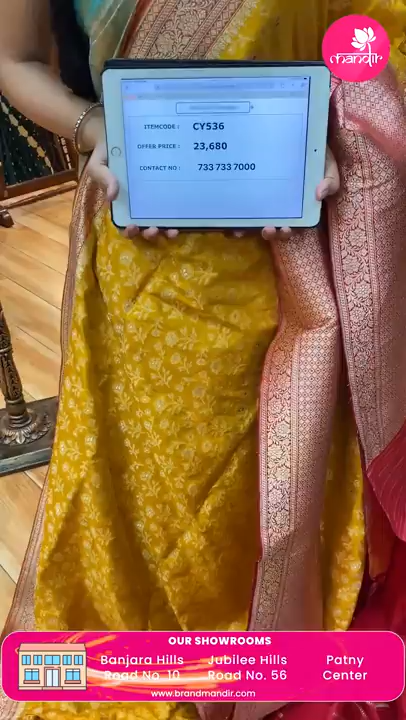 mandir
ITEMCODE : CY536
OFFER PRICE : 23,680
CONTACT NO : 733 733 7000
OUR SHOWROOMS
Banjara Hills
Road No. 10
Jubilee Hills
Road No. 56
Patny
Center
www.brandmandir.com